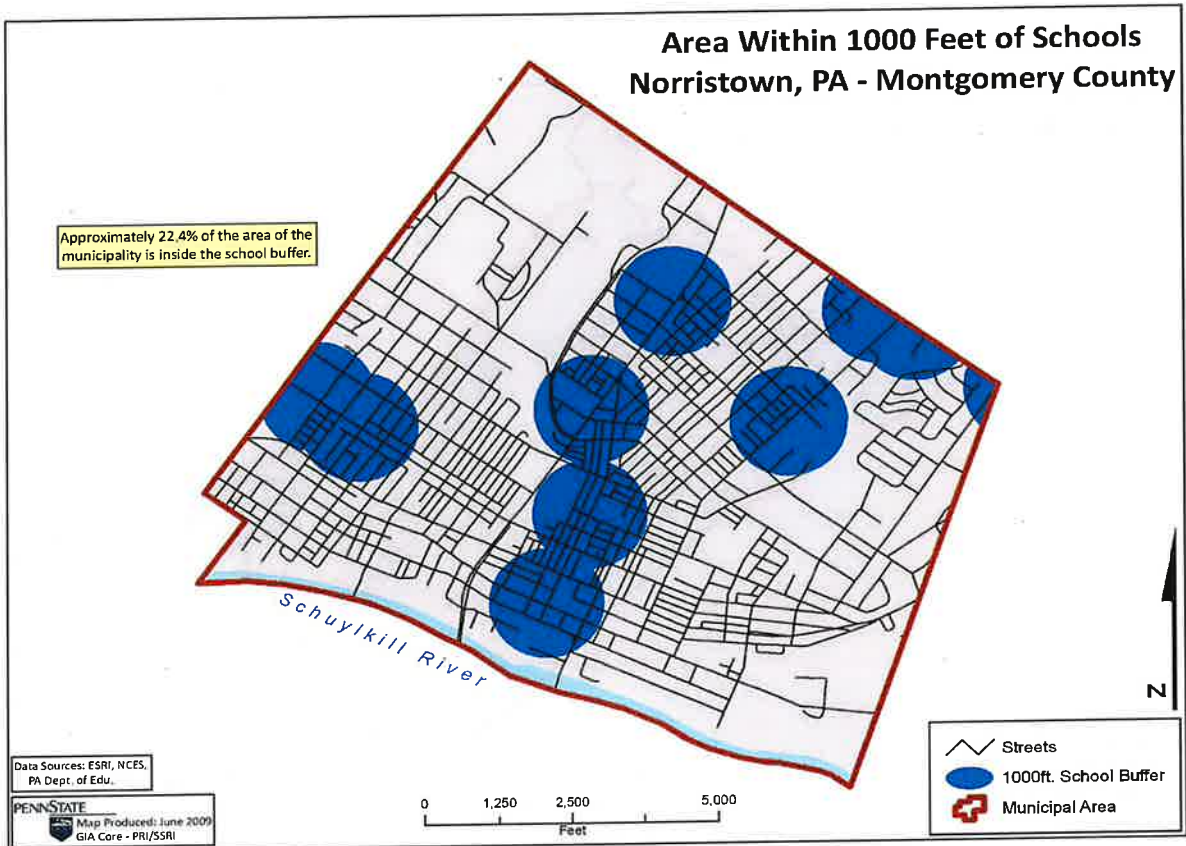 Area Within 1000 Feet of Schools
Norristown, PA - Montgomery County
Approximately 22.4% of the area of the
municipality is inside the school buffer.
Schuylkill River
N
Streets
1000ft. School Buffer
Municipal Area
Data Sources: ESRI, NCES,
PA Dept. of Edu.
PENNSTATE
Map Produced: June 2009
GIA Core - PRI/SSRI
0 1,250 2,500 5,000
Feet